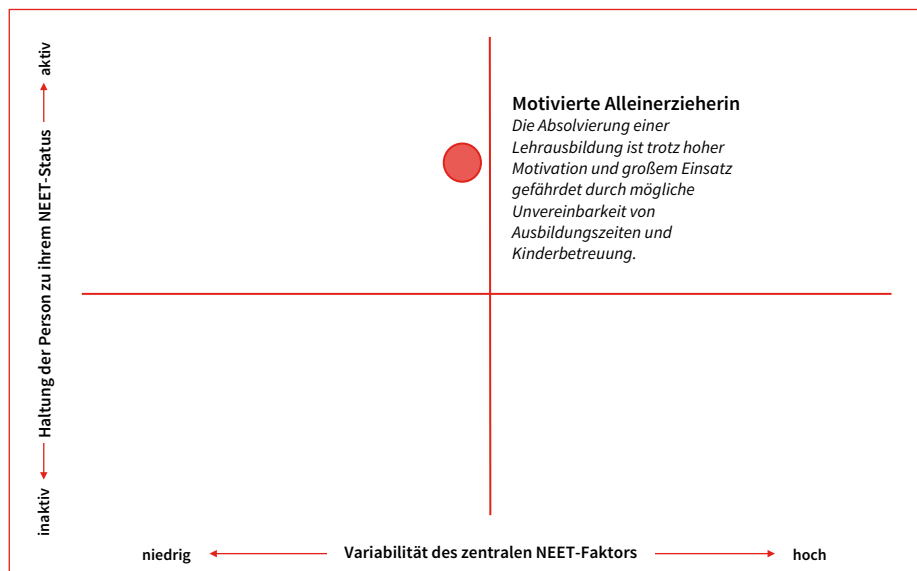 Motivierte Alleinerzieherin
Die Absolvierung einer
Lehrausbildung ist trotz hoher
Motivation und großem Einsatz
gefährdet durch mögliche
Unvereinbarkeit von
Ausbildungszeiten und
Kinderbetreuung.
inaktiv Haltung der Person zu ihrem NEET-Status aktiv
niedrig Variabilität des zentralen NEET-Faktors hoch